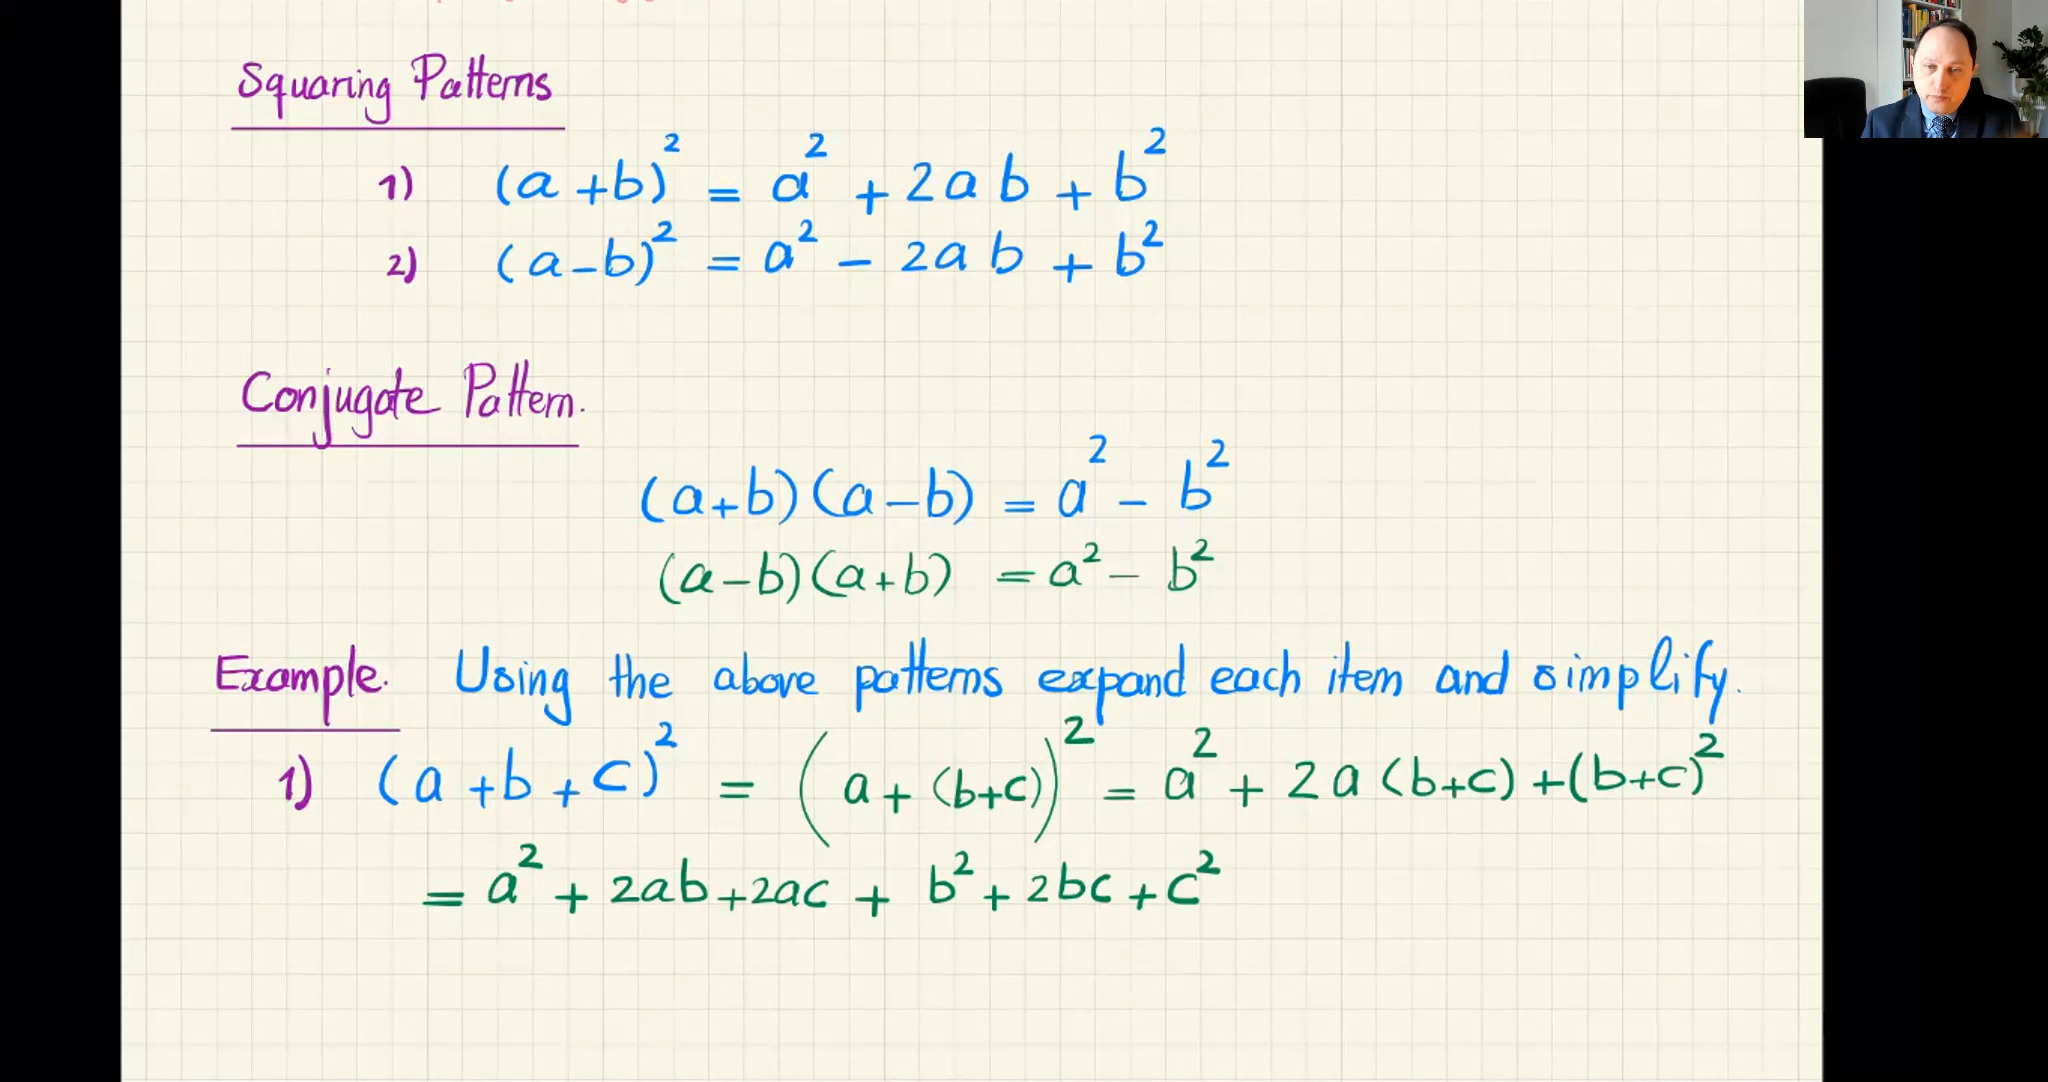 Squaring Patterns
1) (a+b)² = a² + 2ab + b²
2) (a-b)² = a² - 2ab + b²
Conjugate Pattern.
(a+b)(a-b) = a² - b²
(a-b)(a+b) = a² - b²
Example. Using the above patterns expand each item and simplify.
1) (a+b+c)² = (a+(b+c))² = a² + 2a(b+c) + (b+c)²
= a² + 2ab + 2ac + b² + 2bc + c²